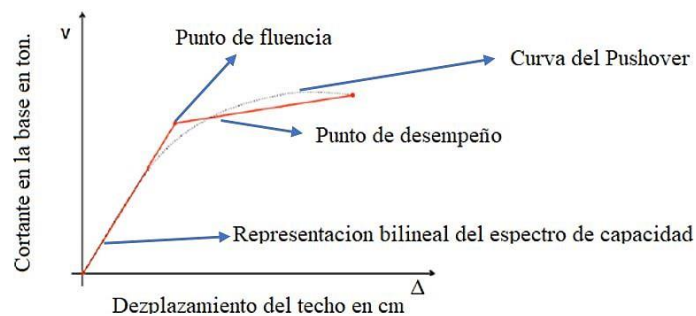 V
Punto de fluencia
Curva del Pushover
Punto de desempeño
Representacion bilineal del espectro de capacidad
Cortante en la base en ton.
Δ
Dezplazamiento del techo en cm